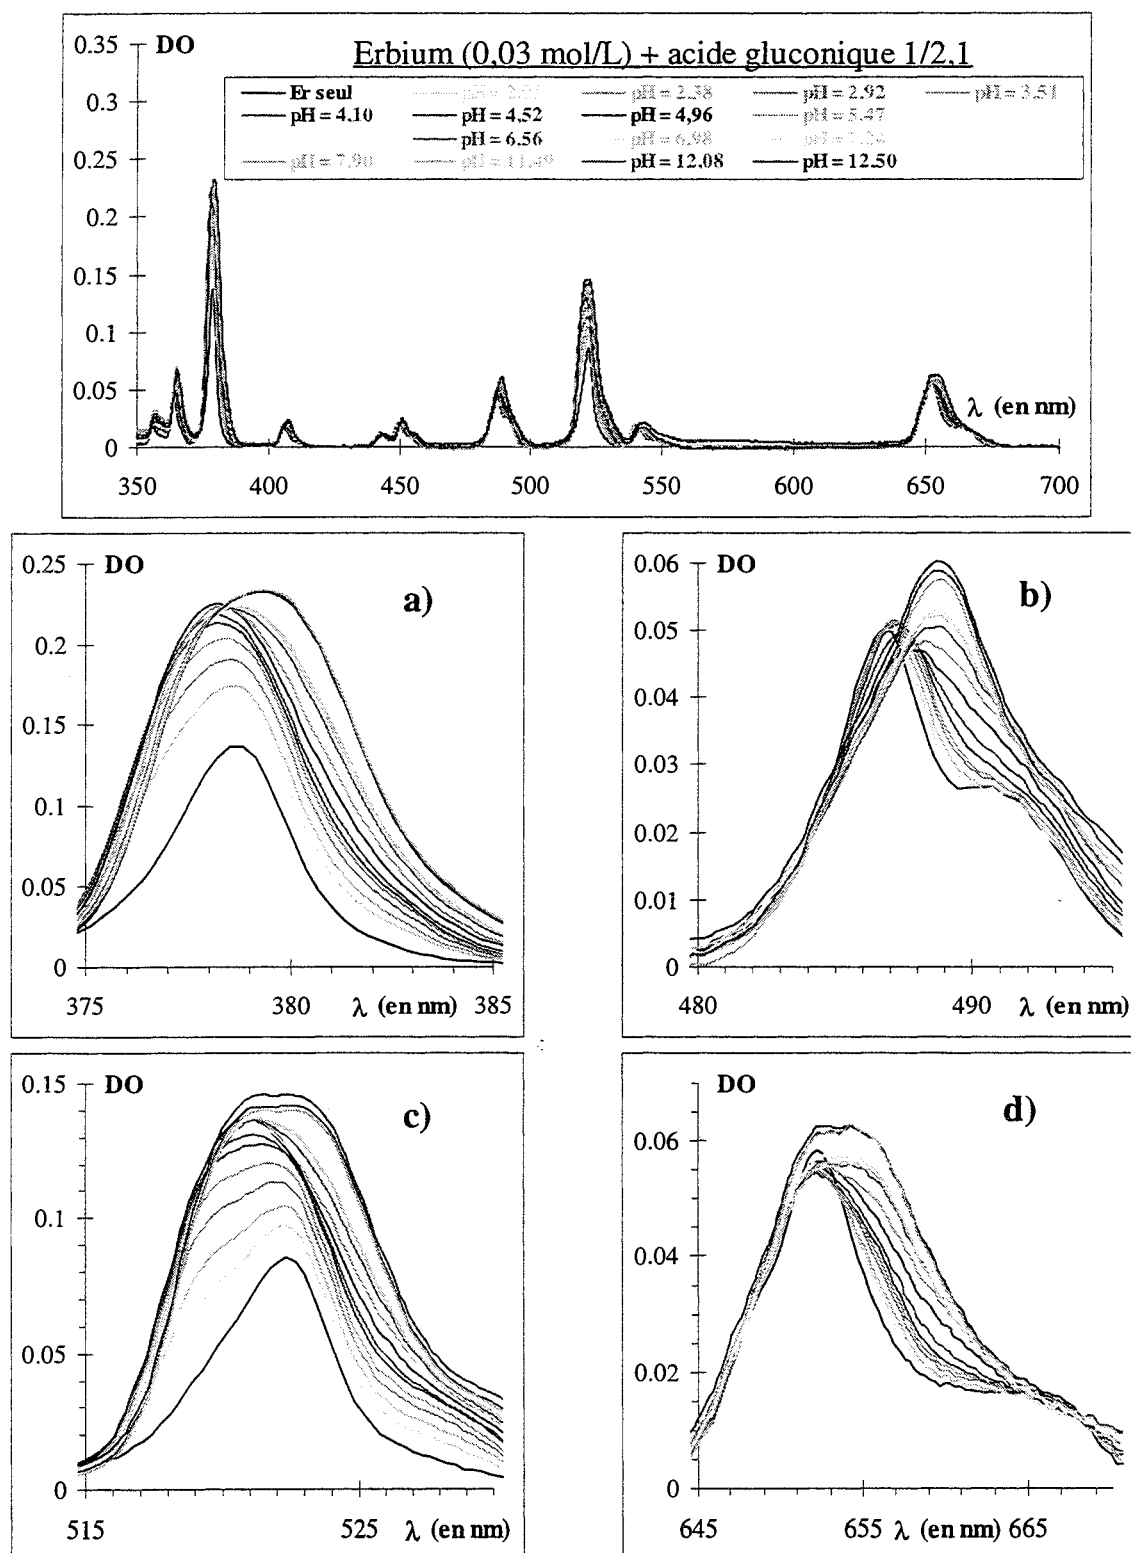 0.35 DO Erbium (0,03 mol/L) + acide gluconique 1/2,1
Er seul pH = 2.38 pH = 2.92 pH = 3.51
0.3 pH = 4.10 pH = 4,52 pH = 4,96 pH = 5.47
pH = 6.56 pH = 6.98
0.25 pH = 7.90 pH = 11,49 pH = 12,08 pH = 12,50
0.2
0.15
0.1
0.05 λ (en nm)
0
350 400 450 500 550 600 650 700
0.25 DO a)
0.2
0.15
0.1
0.05
0
375 380 λ (en nm) 385
0.06 DO b)
0.05
0.04
0.03
0.02
0.01
0
480 λ (en nm) 490
0.15 DO c)
0.1
0.05
0
515 525 λ (en nm)
DO d)
0.06
0.04
0.02
0
645 655 λ (en nm) 665